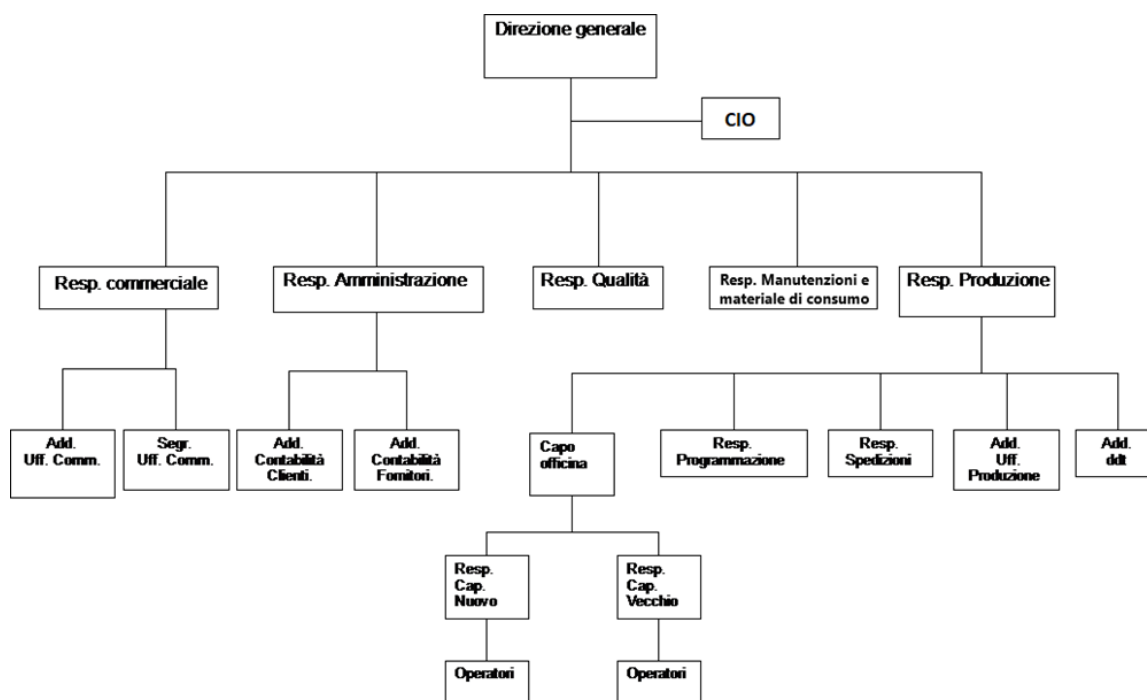 Direzione generale
CIO
Resp. commerciale
Resp. Amministrazione
Resp. Qualità
Resp. Manutenzioni e
materiale di consumo
Resp. Produzione
Add.
Uff. Comm.
Segr.
Uff. Comm.
Add.
Contabilità
Clienti.
Add.
Contabilità
Fornitori.
Capo
officina
Resp.
Programmazione
Resp.
Spedizioni
Add.
Uff.
Produzione
Add.
ddt
Resp.
Cap.
Nuovo
Resp.
Cap.
Vecchio
Operatori
Operatori